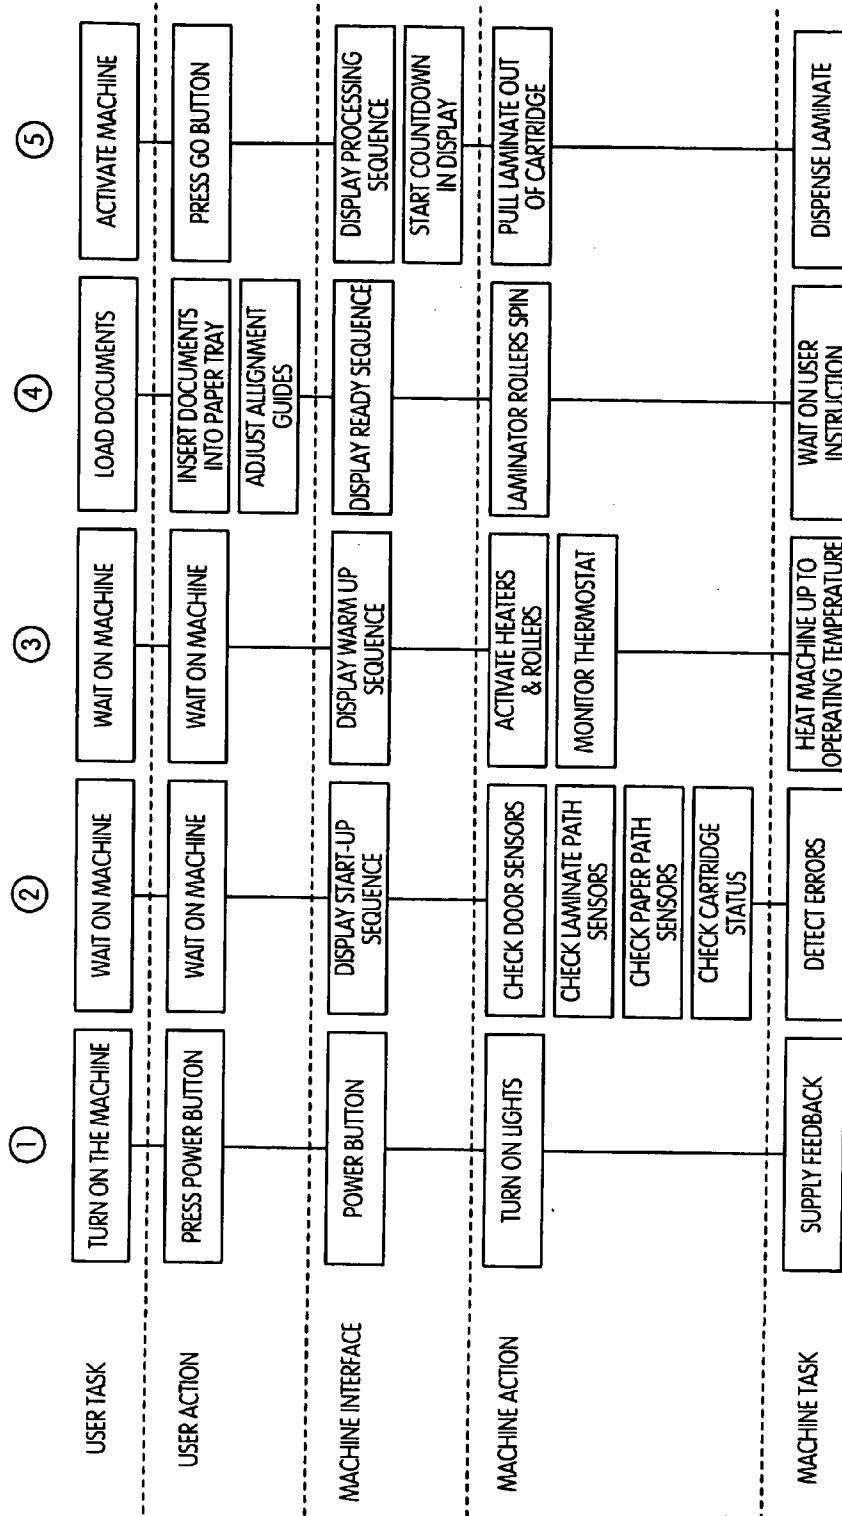 ①
②
③
④
⑤
USER TASK
TURN ON THE MACHINE
WAIT ON MACHINE
WAIT ON MACHINE
LOAD DOCUMENTS
ACTIVATE MACHINE
USER ACTION
PRESS POWER BUTTON
WAIT ON MACHINE
WAIT ON MACHINE
INSERT DOCUMENTS
INTO PAPER TRAY
ADJUST ALLIGNMENT
GUIDES
PRESS GO BUTTON
MACHINE INTERFACE
POWER BUTTON
DISPLAY START-UP
SEQUENCE
DISPLAY WARM UP
SEQUENCE
DISPLAY READY SEQUENCE
DISPLAY PROCESSING
SEQUENCE
START COUNTDOWN
IN DISPLAY
MACHINE ACTION
TURN ON LIGHTS
CHECK DOOR SENSORS
CHECK LAMINATE PATH
SENSORS
CHECK PAPER PATH
SENSORS
CHECK CARTRIDGE
STATUS
ACTIVATE HEATERS
& ROLLERS
MONITOR THERMOSTAT
LAMINATOR ROLLERS SPIN
PULL LAMINATE OUT
OF CARTRIDGE
MACHINE TASK
SUPPLY FEEDBACK
DETECT ERRORS
HEAT MACHINE UP TO
OPERATING TEMPERATURE
WAIT ON USER
INSTRUCTION
DISPENSE LAMINATE